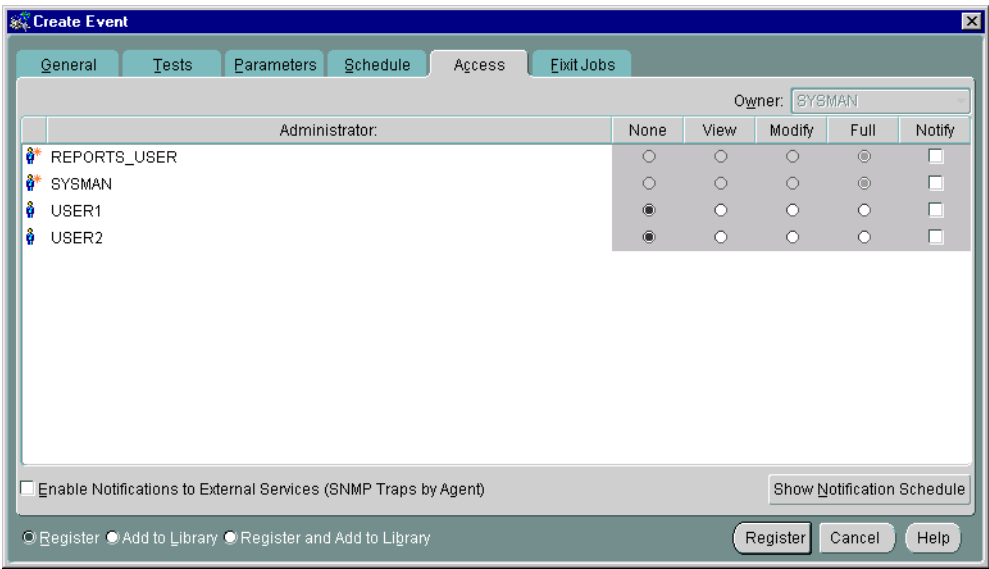 Create Event
General Tests Parameters Schedule Access Fixit Jobs
Owner: SYSMAN
Administrator: None View Modify Full Notify
REPORTS_USER
SYSMAN
USER1
USER2
Enable Notifications to External Services (SNMP Traps by Agent) Show Notification Schedule
Register Add to Library Register and Add to Library Register Cancel Help